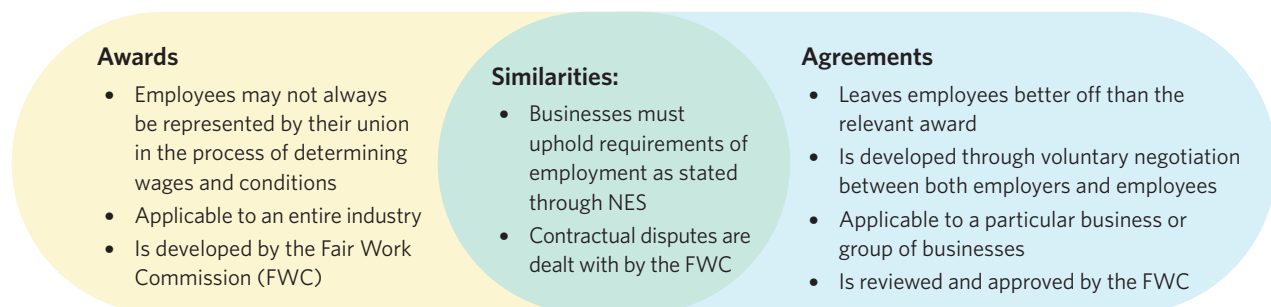 Awards
• Employees may not always
be represented by their union
in the process of determining
wages and conditions
• Applicable to an entire industry
• Is developed by the Fair Work
Commission (FWC)
Similarities:
• Businesses must
uphold requirements of
employment as stated
through NES
• Contractual disputes are
dealt with by the FWC
Agreements
• Leaves employees better off than the
relevant award
• Is developed through voluntary negotiation
between both employers and employees
• Applicable to a particular business or
group of businesses
• Is reviewed and approved by the FWC